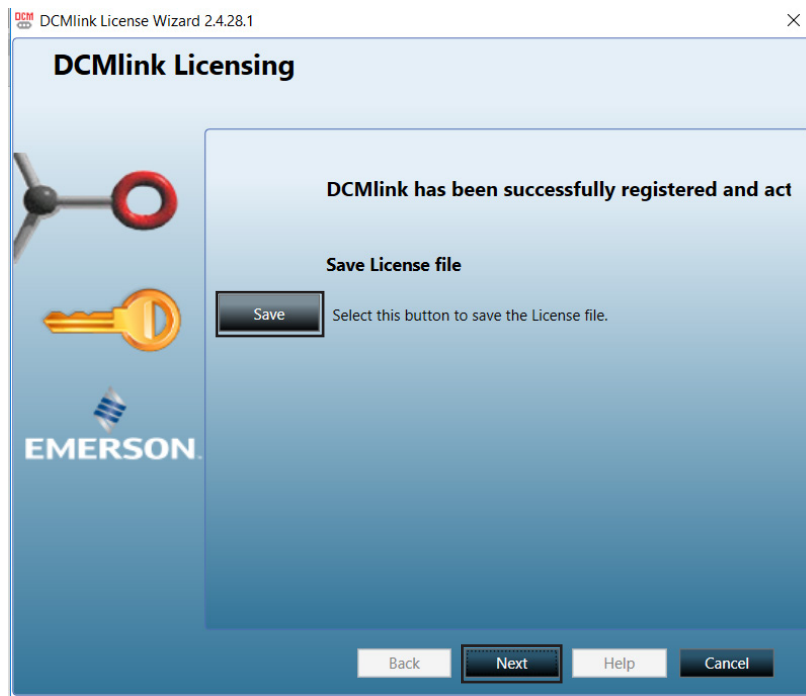 DCM DCMlink License Wizard 2.4.28.1
DCMlink Licensing
DCMlink has been successfully registered and act
Save License file
Save Select this button to save the License file.
EMERSON.
Back Next Help Cancel